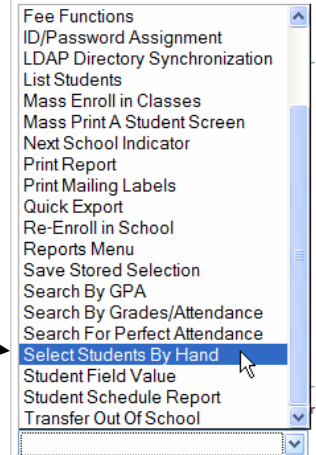 Fee Functions
ID/Password Assignment
LDAP Directory Synchronization
List Students
Mass Enroll in Classes
Mass Print A Student Screen
Next School Indicator
Print Report
Print Mailing Labels
Quick Export
Re-Enroll in School
Reports Menu
Save Stored Selection
Search By GPA
Search By Grades/Attendance
Search For Perfect Attendance
Select Students By Hand
Student Field Value
Student Schedule Report
Transfer Out Of School